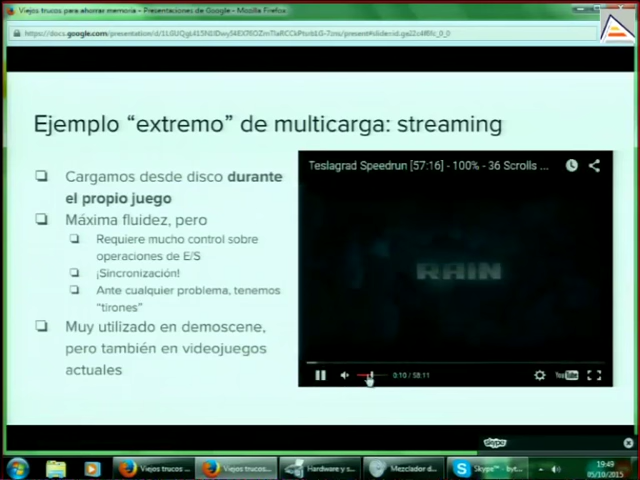 Viejos trucos para ahorrar memoria - Presentaciones de Google - Mozilla Firefox
Ejemplo “extremo” de multicarga: streaming
Cargamos desde disco durante
el propio juego
Máxima fluidez, pero
Requiere mucho control sobre
operaciones de E/S
¡Sincronización!
Ante cualquier problema, tenemos
“tirones”
Muy utilizado en demoscene,
pero también en videojuegos
actuales
Teslagrad Speedrun [57:16] - 100% - 36 Scrolls ...
RAIN
0:10 / 58:11
YouTube
skype
Viejos trucos ...
Viejos trucos ...
Hardware y s...
Mezclador d...
Skype™ - byt...
19:49
05/10/2015